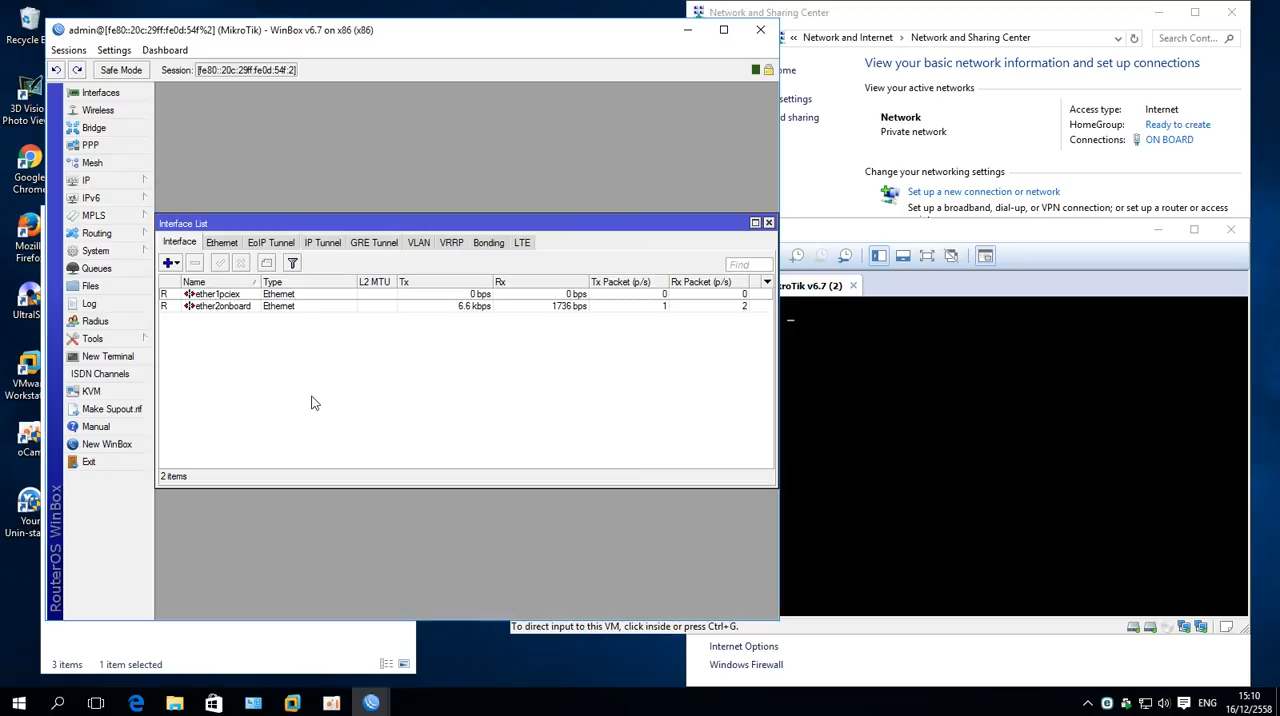 admin@[fe80::20c:29ff:fe0d:54f%2] (MikroTik) - WinBox v6.7 on x86 (x86)
Sessions Settings Dashboard
Safe Mode Session: [fe80::20c:29ff:fe0d:54f:2]
Interfaces
Wireless
Bridge
PPP
Mesh
IP
IPv6
MPLS
Routing
System
Queues
Files
Log
Radius
Tools
New Terminal
ISDN Channels
KVM
Make Supout.rif
Manual
New WinBox
Exit
RouterOS WinBox
Interface List
Interface Ethernet EoIP Tunnel IP Tunnel GRE Tunnel VLAN VRRP Bonding LTE
Find
Name Type L2 MTU Tx Rx Tx Packet (p/s) Rx Packet (p/s)
R ether1pciex Ethernet 0 bps 0 bps 0 0
R ether2onboard Ethernet 6.6 kbps 1736 bps 1 2
2 items
Network and Sharing Center
Network and Internet Network and Sharing Center Search Cont...
ome
settings
d sharing
View your basic network information and set up connections
View your active networks
Network
Private network
Access type: Internet
HomeGroup: Ready to create
Connections: ON BOARD
Change your networking settings
Set up a new connection or network
Set up a broadband, dial-up, or VPN connection; or set up a router or access
kroTik v6.7 (2)
To direct input to this VM, click inside or press Ctrl+G.
Internet Options
Windows Firewall
3 items 1 item selected
Recycle
3D Vision
Photo View
Google
Chrome
Mozill
Firefo
UltraIS
VMwa
Workst
oCa
Your
Unin-sta
ENG
15:10
16/12/2558